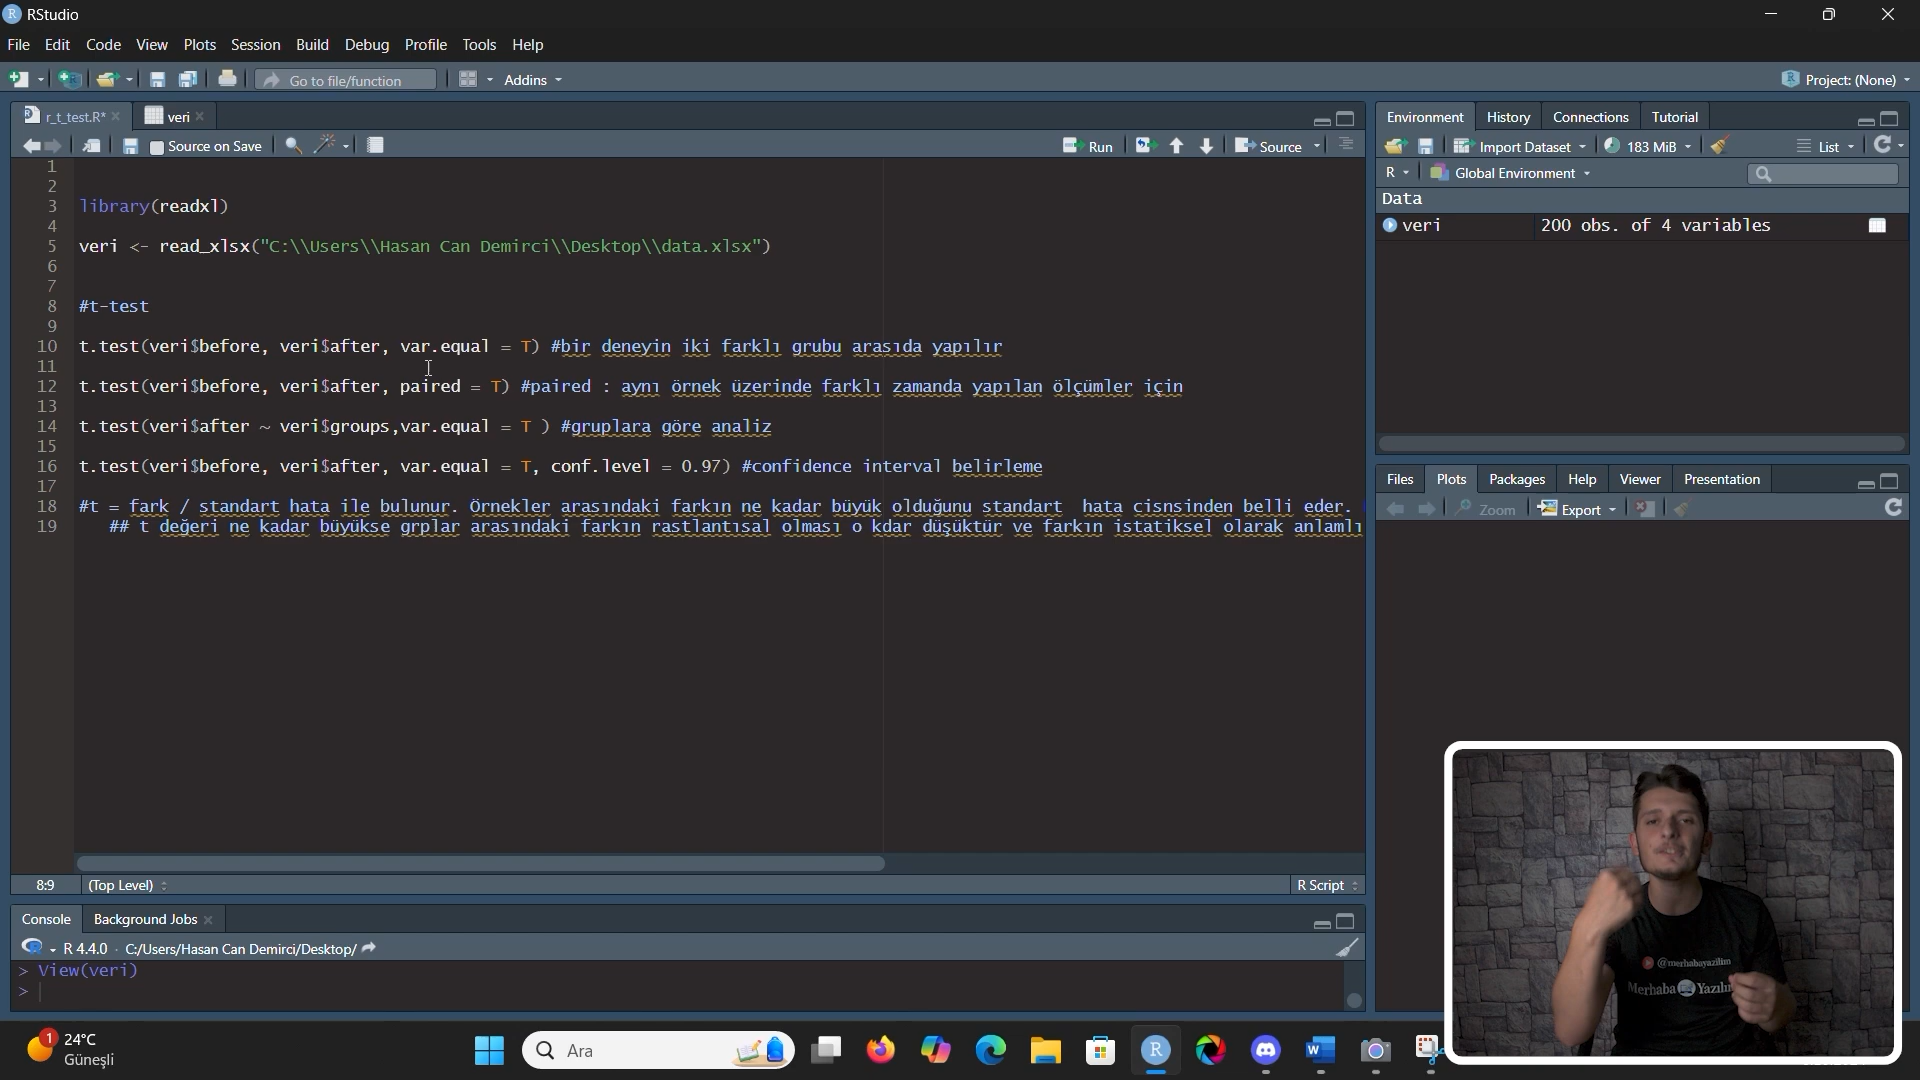 RStudio
File Edit Code View Plots Session Build Debug Profile Tools Help
Go to file/function Addins Project: (None)
r_t_test.R* veri
Source on Save Run Source
1
2
3 library(readxl)
4
5 veri <- read_xlsx("C:\\Users\\Hasan Can Demirci\\Desktop\\data.xlsx")
6
7
8 #t-test
9
10 t.test(veri$before, veri$after, var.equal = T) #bir deneyin iki farklı grubu arasıda yapılır
11
12 t.test(veri$before, veri$after, paired = T) #paired : aynı örnek üzerinde farklı zamanda yapılan ölçümler için
13
14 t.test(veri$after ~ veri$groups,var.equal = T ) #gruplara göre analiz
15
16 t.test(veri$before, veri$after, var.equal = T, conf.level = 0.97) #confidence interval belirleme
17
18 #t = fark / standart hata ile bulunur. Örnekler arasındaki farkın ne kadar büyük olduğunu standart  hata cisnsinden belli eder.
19 ## t değeri ne kadar büyükse grplar arasındaki farkın rastlantısal olması o kdar düşüktür ve farkın istatiksel olarak anlamlı
8:9 (Top Level) R Script
Console Background Jobs
R 4.4.0 · C:/Users/Hasan Can Demirci/Desktop/
> View(veri)
>
Environment History Connections Tutorial
Import Dataset 183 MiB List
R Global Environment
Data
veri 200 obs. of 4 variables
Files Plots Packages Help Viewer Presentation
Zoom Export
@merhabayazilim
Merhaba
1 24°C
Güneşli
Ara